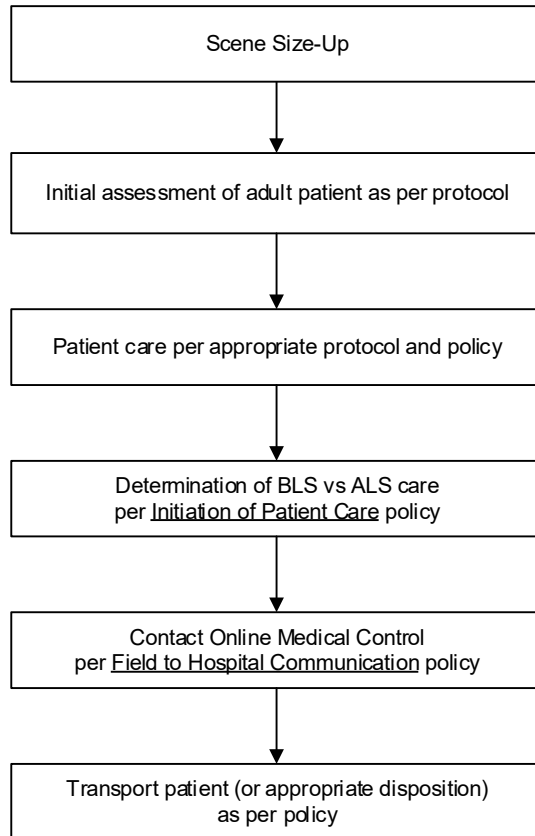 Scene Size-Up
Initial assessment of adult patient as per protocol
Patient care per appropriate protocol and policy
Determination of BLS vs ALS care
per Initiation of Patient Care policy
Contact Online Medical Control
per Field to Hospital Communication policy
Transport patient (or appropriate disposition)
as per policy